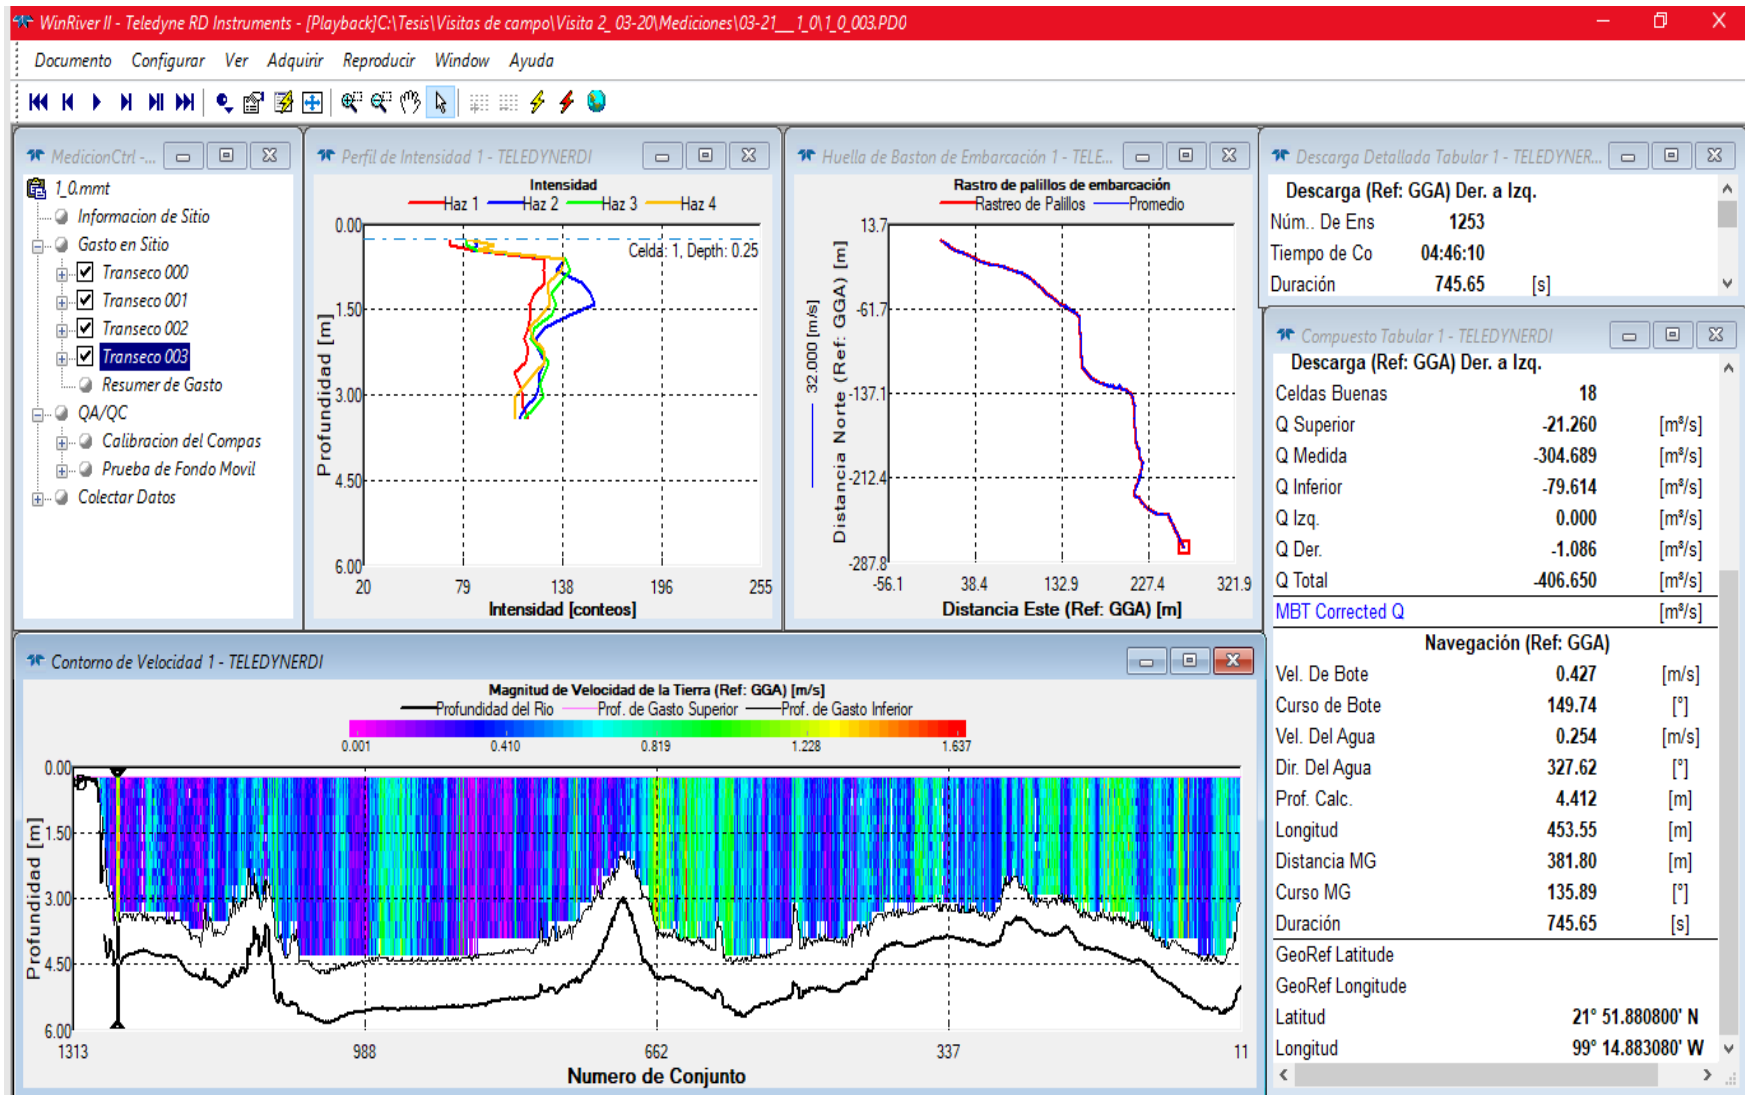 WinRiver II - Teledyne RD Instruments - [Playback]C:\Tesis\Visitas de campo\Visita 2_ 03-20\Mediciones\03-21__ 1_0\1_0_003.PD0
Documento Configurar Ver Adquirir Reproducir Window Ayuda
MedicionCtrl -...
1_0.mmt
Informacion de Sitio
Gasto en Sitio
Transeco 000
Transeco 001
Transeco 002
Transeco 003
Resumer de Gasto
QA/QC
Calibracion del Compas
Prueba de Fondo Movil
Colectar Datos
Perfil de Intensidad 1 - TELEDYNERDI
Intensidad
Haz 1 Haz 2 Haz 3 Haz 4
Celda: 1, Depth: 0.25
Profundidad [m]
0.00
1.50
3.00
4.50
6.00
20 79 138 196 255
Intensidad [conteos]
Huella de Baston de Embarcación 1 - TELE...
Rastro de palillos de embarcación
Rastreo de Palillos Promedio
32.000 [m/s]
Distancia Norte (Ref: GGA) [m]
13.7
-61.7
-137.1
-212.4
-287.8
-56.1 38.4 132.9 227.4 321.9
Distancia Este (Ref: GGA) [m]
Descarga Detallada Tabular 1 - TELEDYNER...
Descarga (Ref: GGA) Der. a Izq.
Núm.. De Ens 1253
Tiempo de Co 04:46:10
Duración 745.65 [s]
Compuesto Tabular 1 - TELEDYNERDI
Descarga (Ref: GGA) Der. a Izq.
Celdas Buenas 18
Q Superior -21.260 [m³/s]
Q Medida -304.689 [m³/s]
Q Inferior -79.614 [m³/s]
Q Izq. 0.000 [m³/s]
Q Der. -1.086 [m³/s]
Q Total -406.650 [m³/s]
MBT Corrected Q [m³/s]
Navegación (Ref: GGA)
Vel. De Bote 0.427 [m/s]
Curso de Bote 149.74 [°]
Vel. Del Agua 0.254 [m/s]
Dir. Del Agua 327.62 [°]
Prof. Calc. 4.412 [m]
Longitud 453.55 [m]
Distancia MG 381.80 [m]
Curso MG 135.89 [°]
Duración 745.65 [s]
GeoRef Latitude
GeoRef Longitude
Latitud 21° 51.880800' N
Longitud 99° 14.883080' W
Contorno de Velocidad 1 - TELEDYNERDI
Magnitud de Velocidad de la Tierra (Ref: GGA) [m/s]
Profundidad del Rio Prof. de Gasto Superior Prof. de Gasto Inferior
0.001 0.410 0.819 1.228 1.637
Profundidad [m]
0.00
1.50
3.00
4.50
6.00
1313 988 662 337 11
Numero de Conjunto